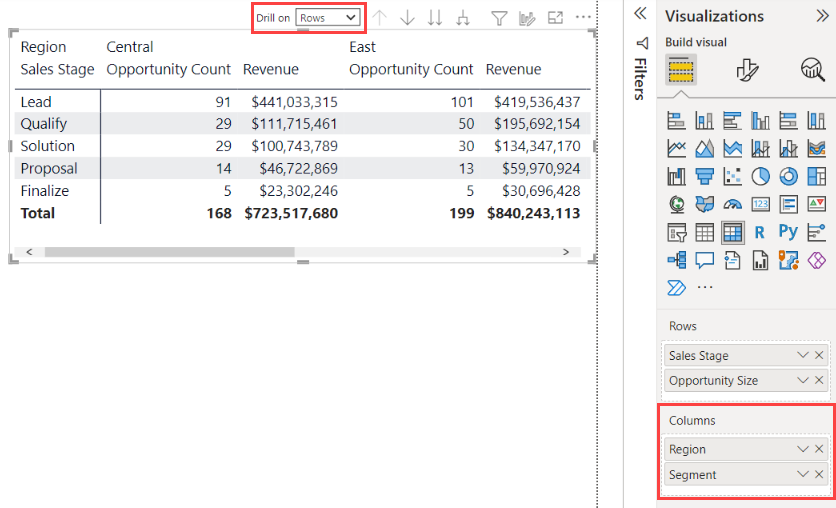 Drill on Rows
Region Central East
Sales Stage Opportunity Count Revenue Opportunity Count Revenue
Lead 91 $441,033,315 101 $419,536,437
Qualify 29 $111,715,461 50 $195,692,154
Solution 29 $100,743,789 30 $134,347,170
Proposal 14 $46,722,869 13 $59,970,924
Finalize 5 $23,302,246 5 $30,696,428
Total 168 $723,517,680 199 $840,243,113
Filters
Visualizations
Build visual
123
R Py
Rows
Sales Stage
Opportunity Size
Columns
Region
Segment